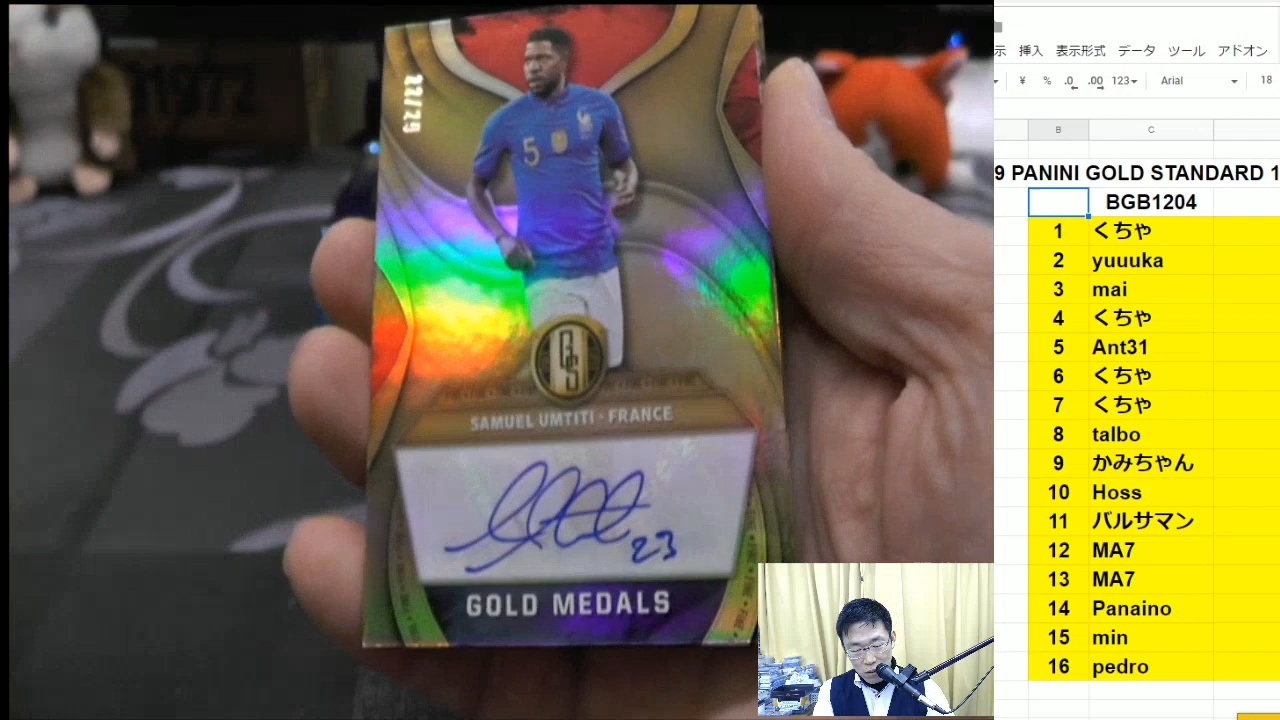 22/25
5
GS
SAMUEL UMTITI · FRANCE
23
GOLD MEDALS
示 挿入 表示形式 データ ツール アドオン
¥ % .0 .00 123 Arial 18
B C
9 PANINI GOLD STANDARD 1
BGB1204
1 くちゃ
2 yuuuka
3 mai
4 くちゃ
5 Ant31
6 くちゃ
7 くちゃ
8 talbo
9 かみちゃん
10 Hoss
11 バルサマン
12 MA7
13 MA7
14 Panaino
15 min
16 pedro